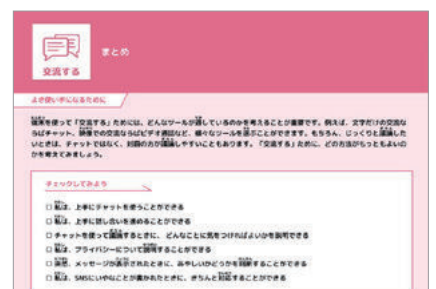 まとめ
交流する
よき使い手になるために
端末を使って「交流する」ためには、どんなツールが適しているのかを考えることが重要です。例えば、文字だけの交流な
らばチャット、映像での交流ならばビデオ通話など、様々なツールを選ぶことができます。もちろん、じっくりと議論した
いときは、チャットではなく、対面の方が議論しやすいこともあります。「交流する」ために、どの方法がもっともよいの
かを考えてみましょう。
チェックしてみよう
□ 私は、上手にチャットを使うことができる
□ 私は、上手に話し合いを進めることができる
□ チャットを使って議論するときに、どんなことに気をつければよいかを説明できる
□ 私は、プライバシーについて説明することができる
□ 突然、メッセージが表示されたときに、あやしいかどうかを判断することができる
□ 私は、SNSにいやなことが書かれたときに、きちんと対応することができる